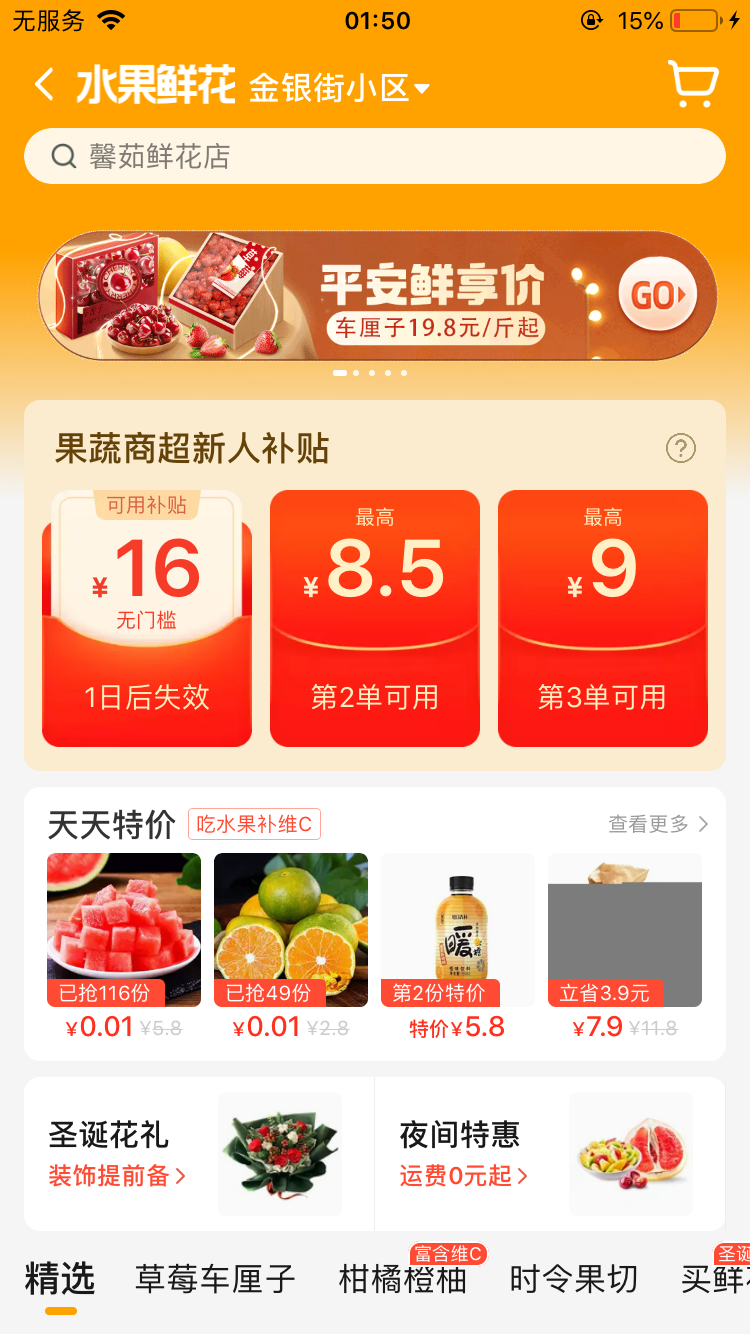 无服务 01:50 15%
水果鲜花 金银街小区
馨茹鲜花店
平安鲜享价
GO
车厘子19.8元/斤起
果蔬商超新人补贴 ?
可用补贴
¥16
无门槛
1日后失效
最高
¥8.5
第2单可用
最高
¥9
第3单可用
天天特价 吃水果补维C 查看更多
暖
已抢116份 已抢49份 第2份特价 立省3.9元
¥0.01 ¥5.8 ¥0.01 ¥2.8 特价¥5.8 ¥7.9 ¥11.8
圣诞花礼 夜间特惠
装饰提前备 运费0元起
富含维C 圣诞
精选 草莓车厘子 柑橘橙柚 时令果切 买鲜